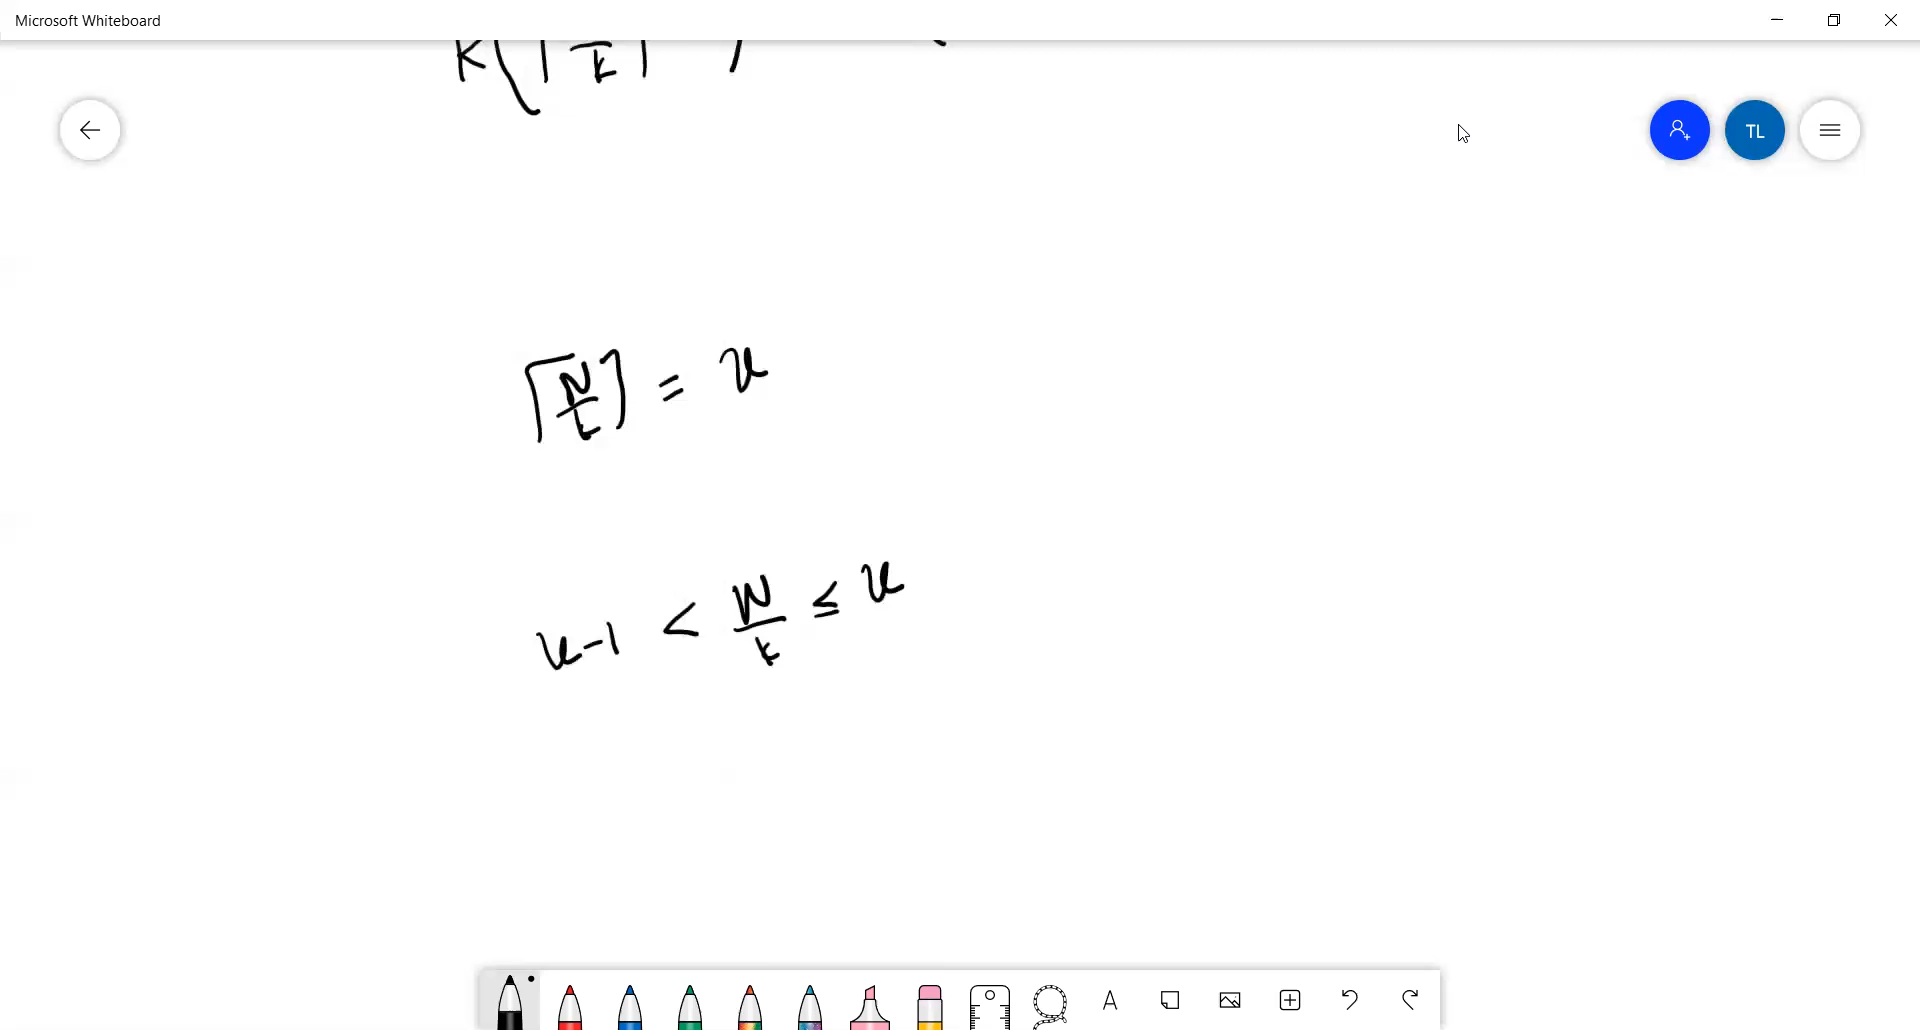 Microsoft Whiteboard
TL
⌈N/k⌉ = x
x-1 < N/k ≤ x
A